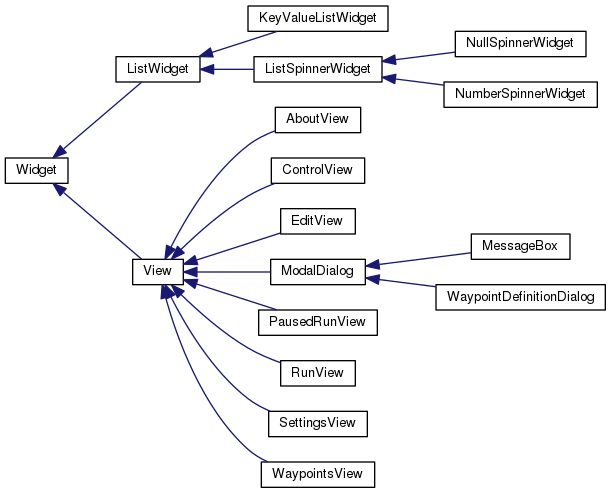 KeyValueListWidget
NullSpinnerWidget
ListWidget
ListSpinnerWidget
NumberSpinnerWidget
AboutView
Widget
ControlView
EditView
MessageBox
View
ModalDialog
WaypointDefinitionDialog
PausedRunView
RunView
SettingsView
WaypointsView